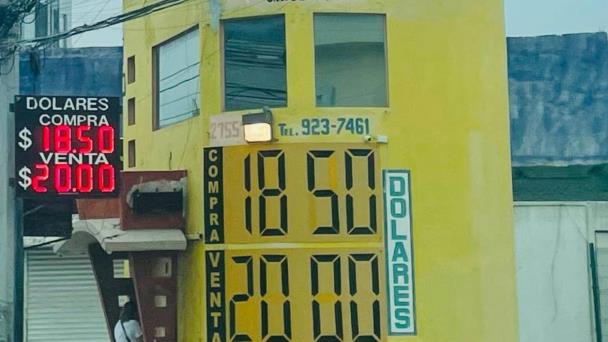 DOLARES
COMPRA
$ 18.50
VENTA
$ 20.00
2755
TEL. 923-7461
COMPRA
18 50
VENTA
20 00
DOLARES